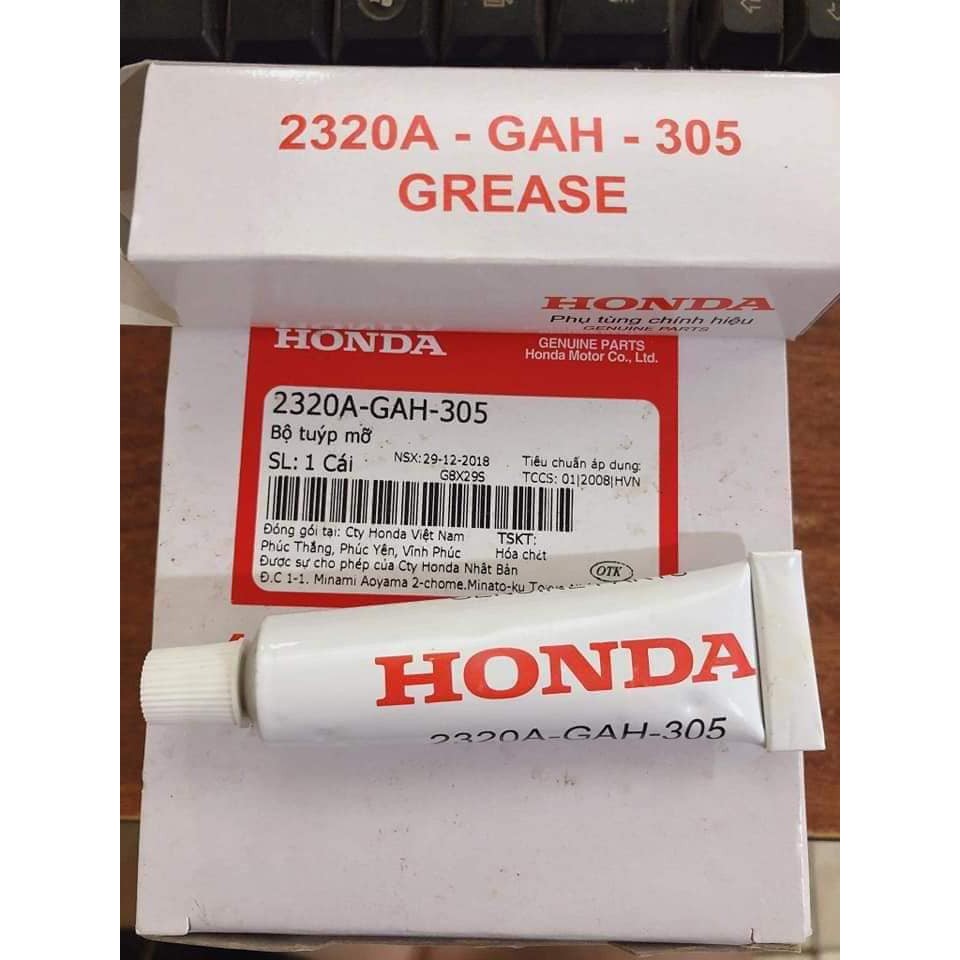 2320A - GAH - 305
GREASE
HONDA
Phụ tùng chính hiệu
GENUINE PARTS
HONDA
GENUINE PARTS
Honda Motor Co., Ltd.
2320A-GAH-305
Bộ tuýp mỡ
SL: 1 Cái
NSX: 29-12-2018
G8X29S
Tiêu chuẩn áp dụng:
TCCS: 01|2008|HVN
Đóng gói tại: Cty Honda Việt Nam
Phúc Thắng, Phúc Yên, Vĩnh Phúc
TSKT:
Hóa chất
Được sự cho phép của Cty Honda Nhật Bản
OTK
Đ.C 1-1. Minami Aoyama 2-chome.Minato-ku
HONDA
2320A-GAH-305